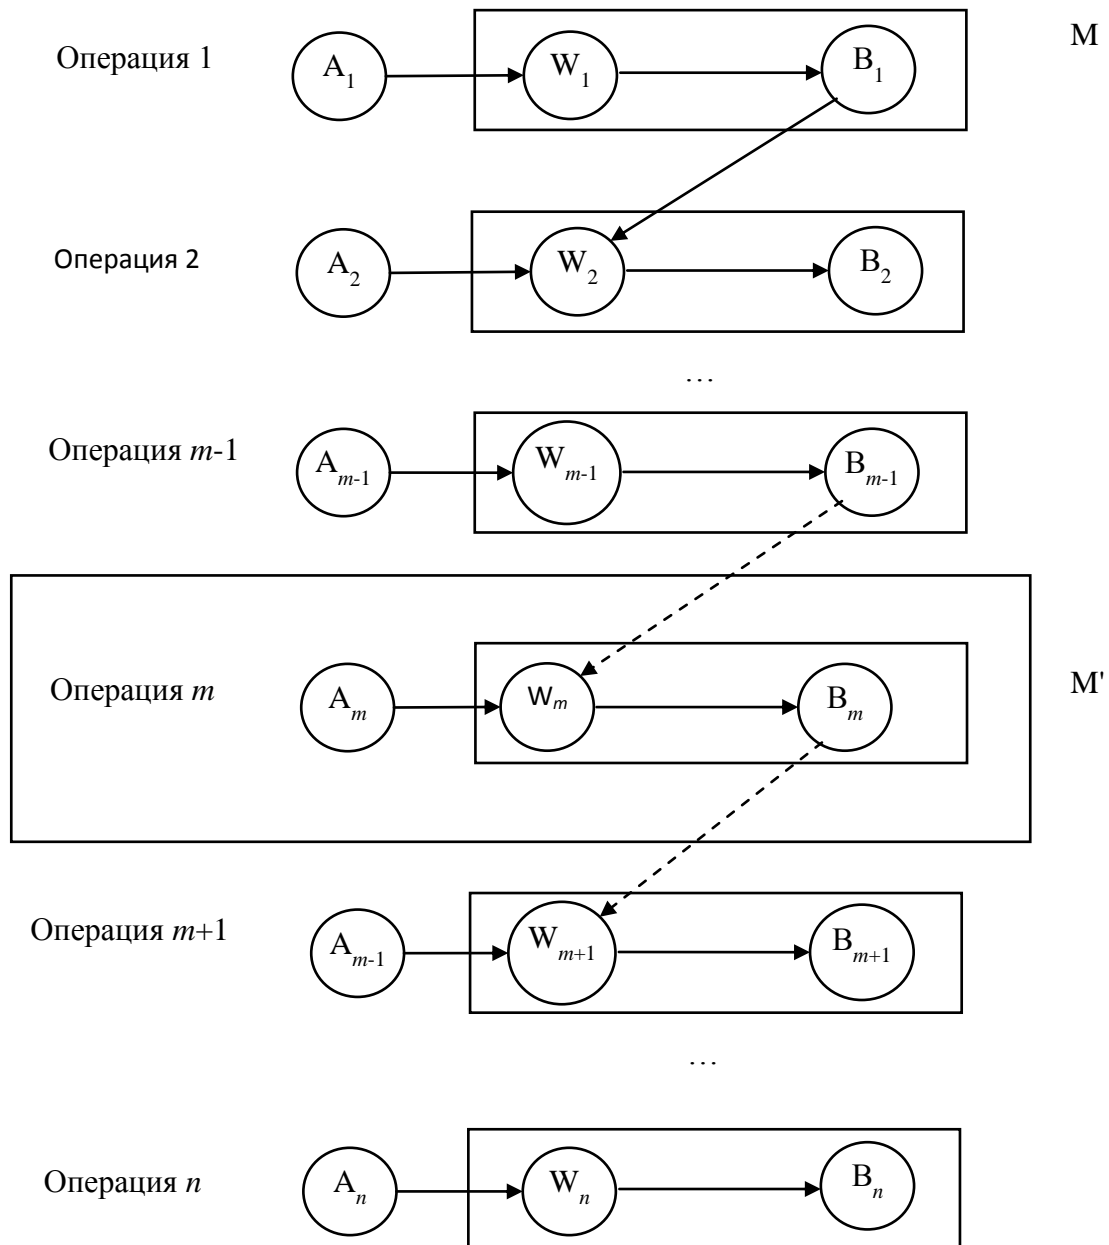 Операция 1 A1 W1 B1 M
Операция 2 A2 W2 B2
...
Операция m-1 Am-1 Wm-1 Bm-1
Операция m Am Wm Bm M'
Операция m+1 Am-1 Wm+1 Bm+1
...
Операция n An Wn Bn